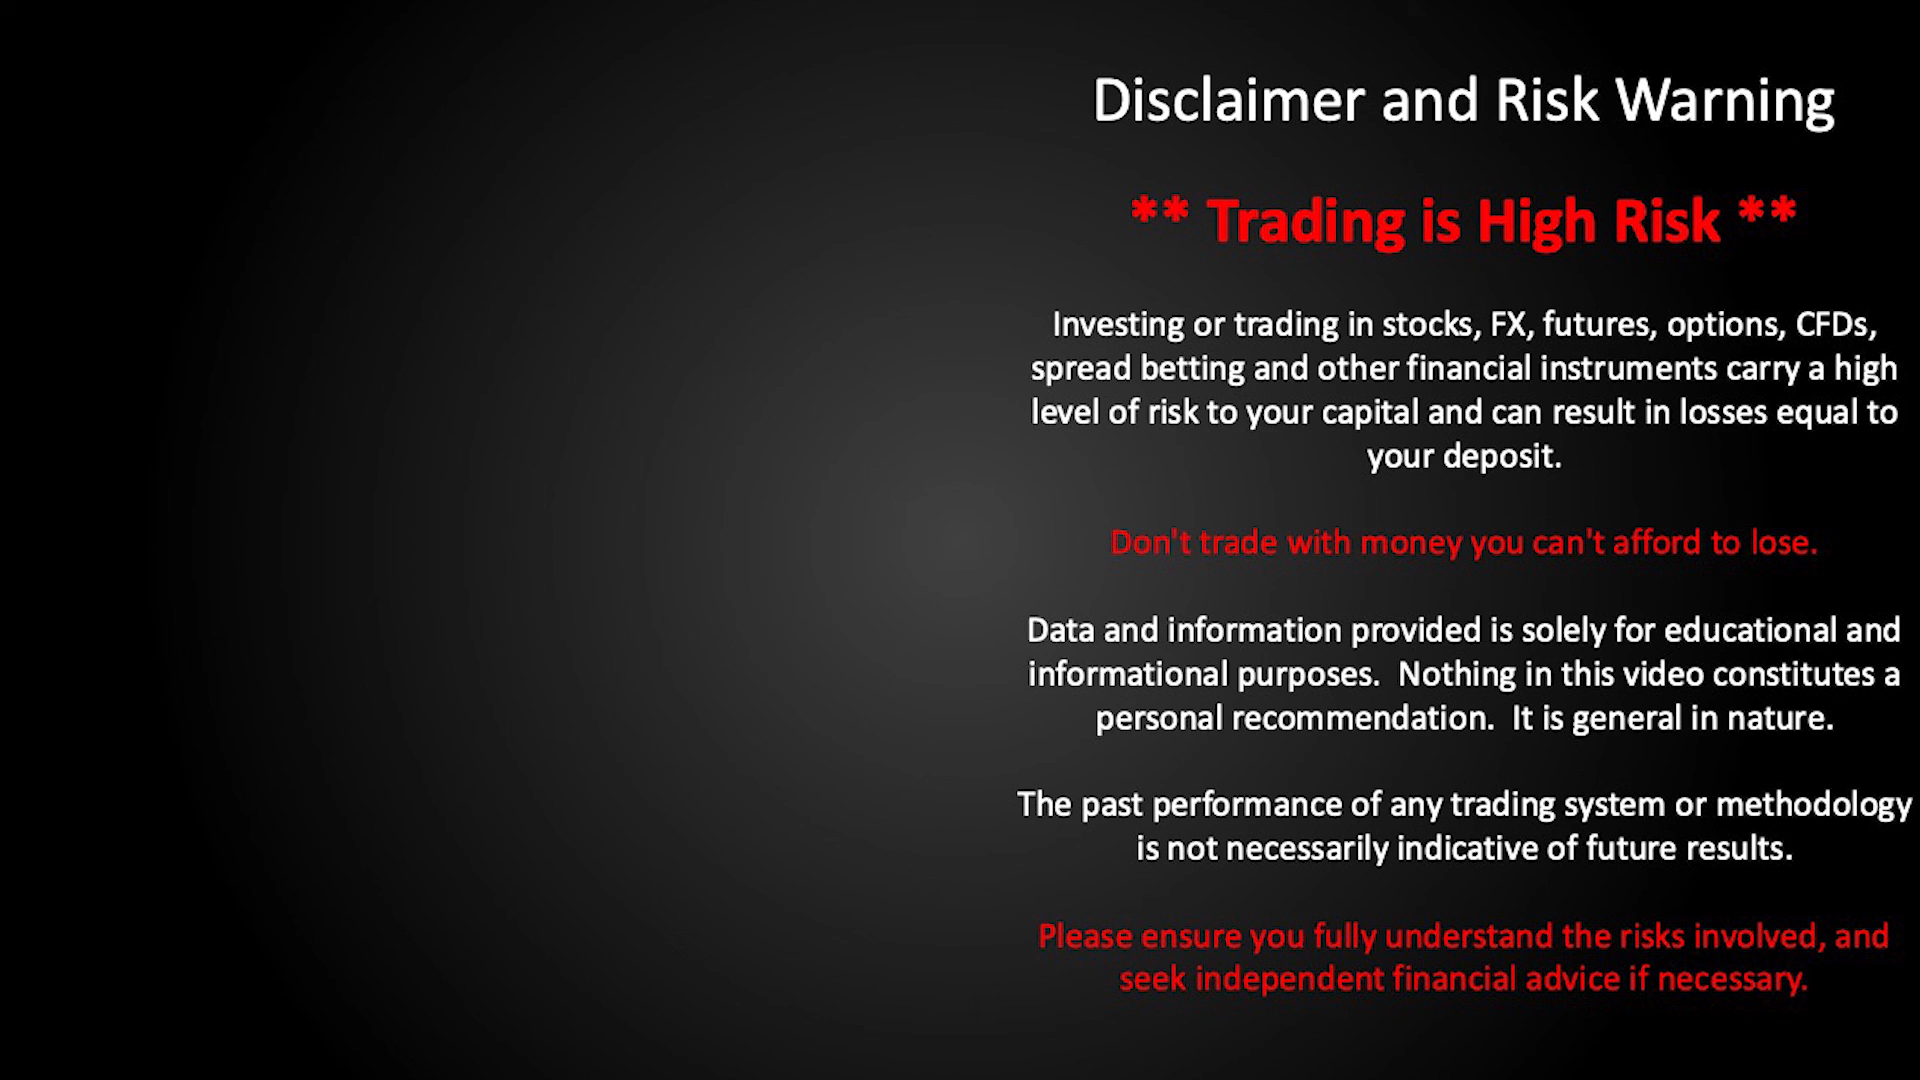 Disclaimer and Risk Warning
** Trading is High Risk **
Investing or trading in stocks, FX, futures, options, CFDs,
spread betting and other financial instruments carry a high
level of risk to your capital and can result in losses equal to
your deposit.
Don't trade with money you can't afford to lose.
Data and information provided is solely for educational and
informational purposes.  Nothing in this video constitutes a
personal recommendation.  It is general in nature.
The past performance of any trading system or methodology
is not necessarily indicative of future results.
Please ensure you fully understand the risks involved, and
seek independent financial advice if necessary.